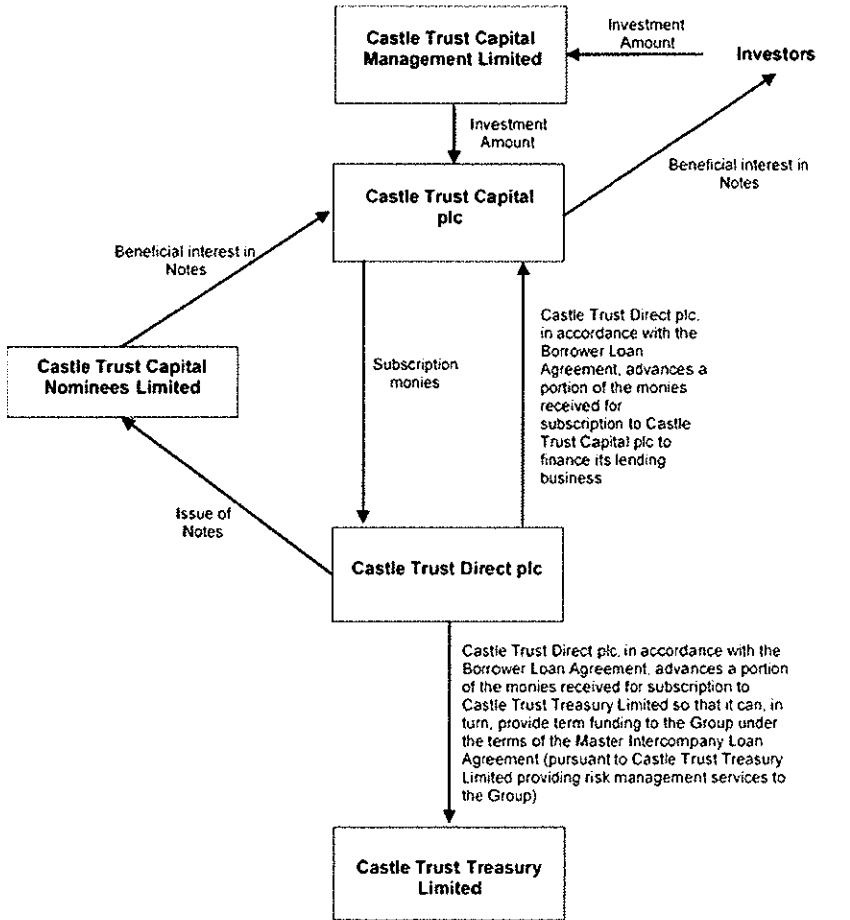 Castle Trust Capital
Management Limited
Investment
Amount
Investors
Investment
Amount
Castle Trust Capital
plc
Beneficial interest in
Notes
Beneficial interest in
Notes
Castle Trust Capital
Nominees Limited
Subscription
monies
Castle Trust Direct plc,
in accordance with the
Borrower Loan
Agreement, advances a
portion of the monies
received for
subscription to Castle
Trust Capital plc to
finance its lending
business
Issue of
Notes
Castle Trust Direct plc
Castle Trust Direct plc, in accordance with the
Borrower Loan Agreement, advances a portion
of the monies received for subscription to
Castle Trust Treasury Limited so that it can, in
turn, provide term funding to the Group under
the terms of the Master Intercompany Loan
Agreement (pursuant to Castle Trust Treasury
Limited providing risk management services to
the Group)
Castle Trust Treasury
Limited